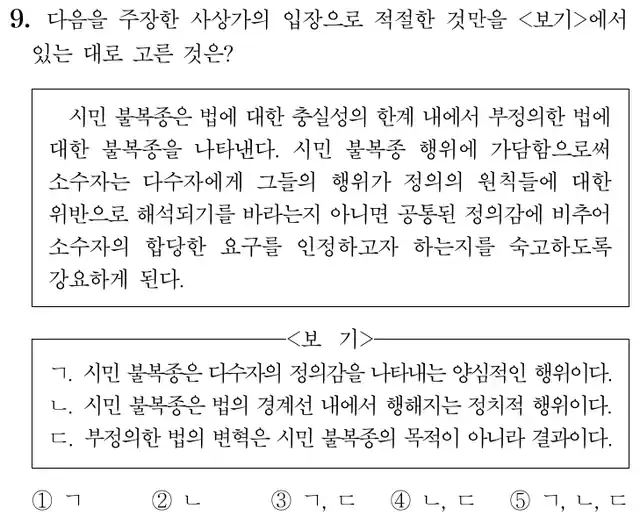 9. 다음을 주장한 사상가의 입장으로 적절한 것만을 <보기>에서
있는 대로 고른 것은?
시민 불복종은 법에 대한 충실성의 한계 내에서 부정의한 법에
대한 불복종을 나타낸다. 시민 불복종 행위에 가담함으로써
소수자는 다수자에게 그들의 행위가 정의의 원칙들에 대한
위반으로 해석되기를 바라는지 아니면 공통된 정의감에 비추어
소수자의 합당한 요구를 인정하고자 하는지를 숙고하도록
강요하게 된다.
<보 기>
ㄱ. 시민 불복종은 다수자의 정의감을 나타내는 양심적인 행위이다.
ㄴ. 시민 불복종은 법의 경계선 내에서 행해지는 정치적 행위이다.
ㄷ. 부정의한 법의 변혁은 시민 불복종의 목적이 아니라 결과이다.
① ㄱ ② ㄴ ③ ㄱ, ㄷ ④ ㄴ, ㄷ ⑤ ㄱ, ㄴ, ㄷ